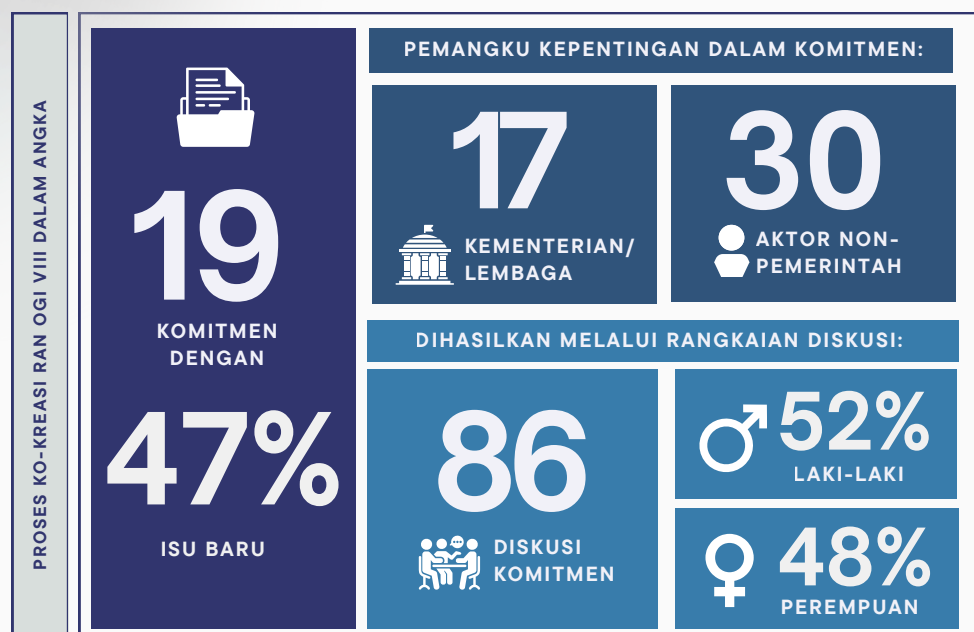 PROSES KO-KREASI RAN OGI VIII DALAM ANGKA
19
KOMITMEN
DENGAN
47%
ISU BARU
PEMANGKU KEPENTINGAN DALAM KOMITMEN:
17
KEMENTERIAN/
LEMBAGA
30
AKTOR NON-
PEMERINTAH
DIHASILKAN MELALUI RANGKAIAN DISKUSI:
86
DISKUSI
KOMITMEN
52%
LAKI-LAKI
48%
PEREMPUAN